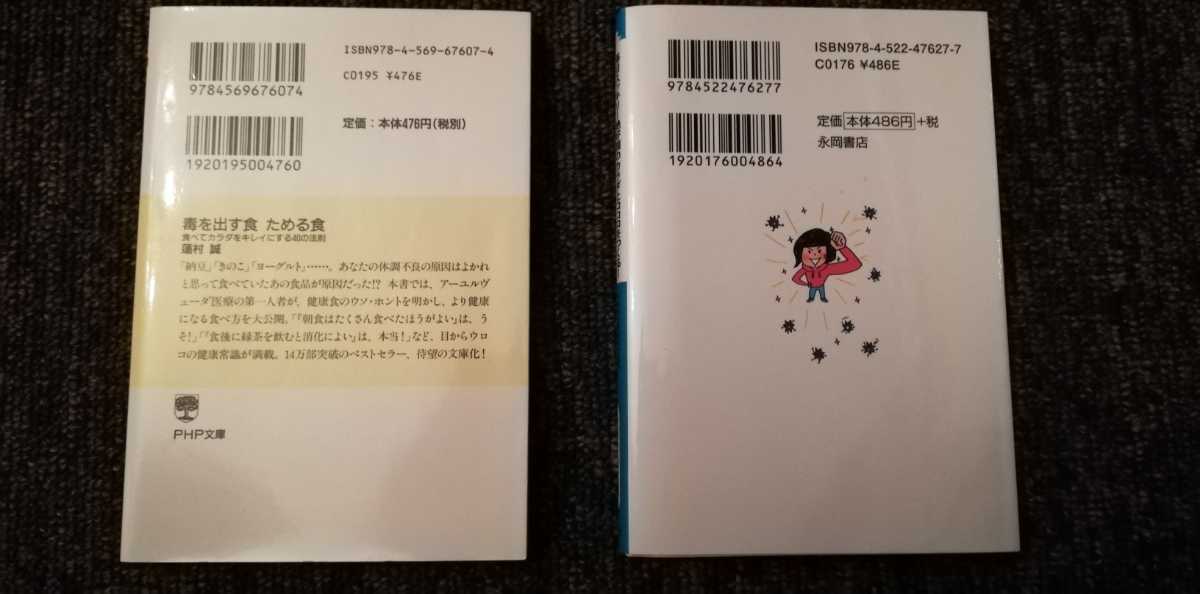 ISBN978-4-569-67607-4
C0195 ¥476E
9784569676074
定価：本体476円(税別)
1920195004760
毒を出す食 ためる食
食べてカラダをキレイにする40の法則
蓮村 誠
「納豆」「きのこ」「ヨーグルト」……。あなたの体調不良の原因はよかれ
と思って食べていたあの食品が原因だった!? 本書では、アーユルヴ
ェーダ医療の第一人者が、健康食のウソ・ホントを明かし、より健康
になる食べ方を大公開。「『朝食はたくさん食べたほうがよい』は、う
そ！」「『食後に緑茶を飲むと消化によい』は、本当！」など、目からウロ
コの健康常識が満載。14万部突破のベストセラー、待望の文庫化！
PHP文庫
ISBN978-4-522-47627-7
C0176 ¥486E
9784522476277
定価 本体486円 +税
永岡書店
1920176004864